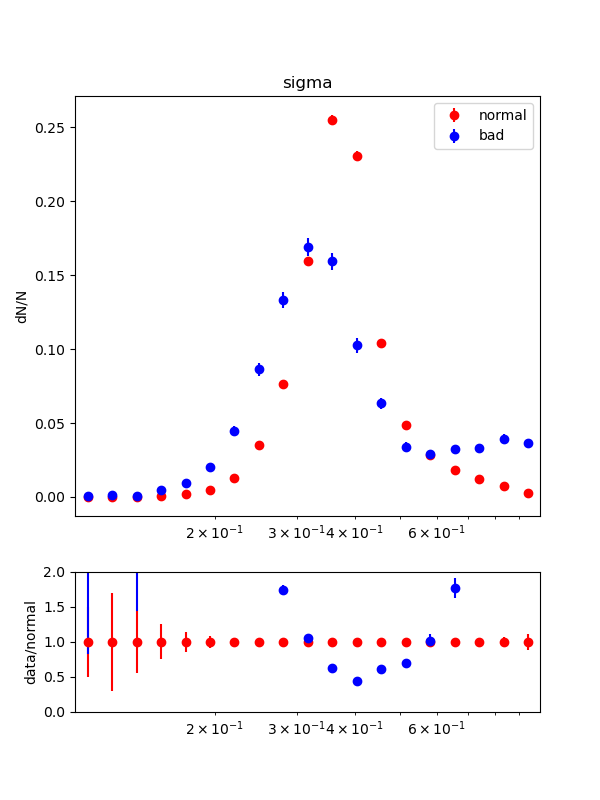 sigma
normal
bad
dN/N
0.25
0.20
0.15
0.10
0.05
0.00
2 × 10⁻¹ 3 × 10⁻¹ 4 × 10⁻¹ 6 × 10⁻¹
data/normal
2.0
1.5
1.0
0.5
0.0
2 × 10⁻¹ 3 × 10⁻¹ 4 × 10⁻¹ 6 × 10⁻¹